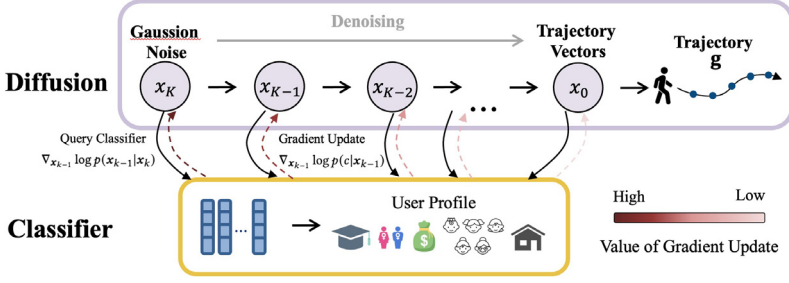 Denoising
Gaussion
Noise
Trajectory
Vectors
Trajectory
g
Diffusion
x_K
x_{K−1}
x_{K−2}
...
x_0
Query Classifier
∇_{x_{k−1}} log p(x_{k−1}|x_k)
Gradient Update
∇_{x_{k−1}} log p(c|x_{k−1})
Classifier
...
User Profile
$
High
Low
Value of Gradient Update